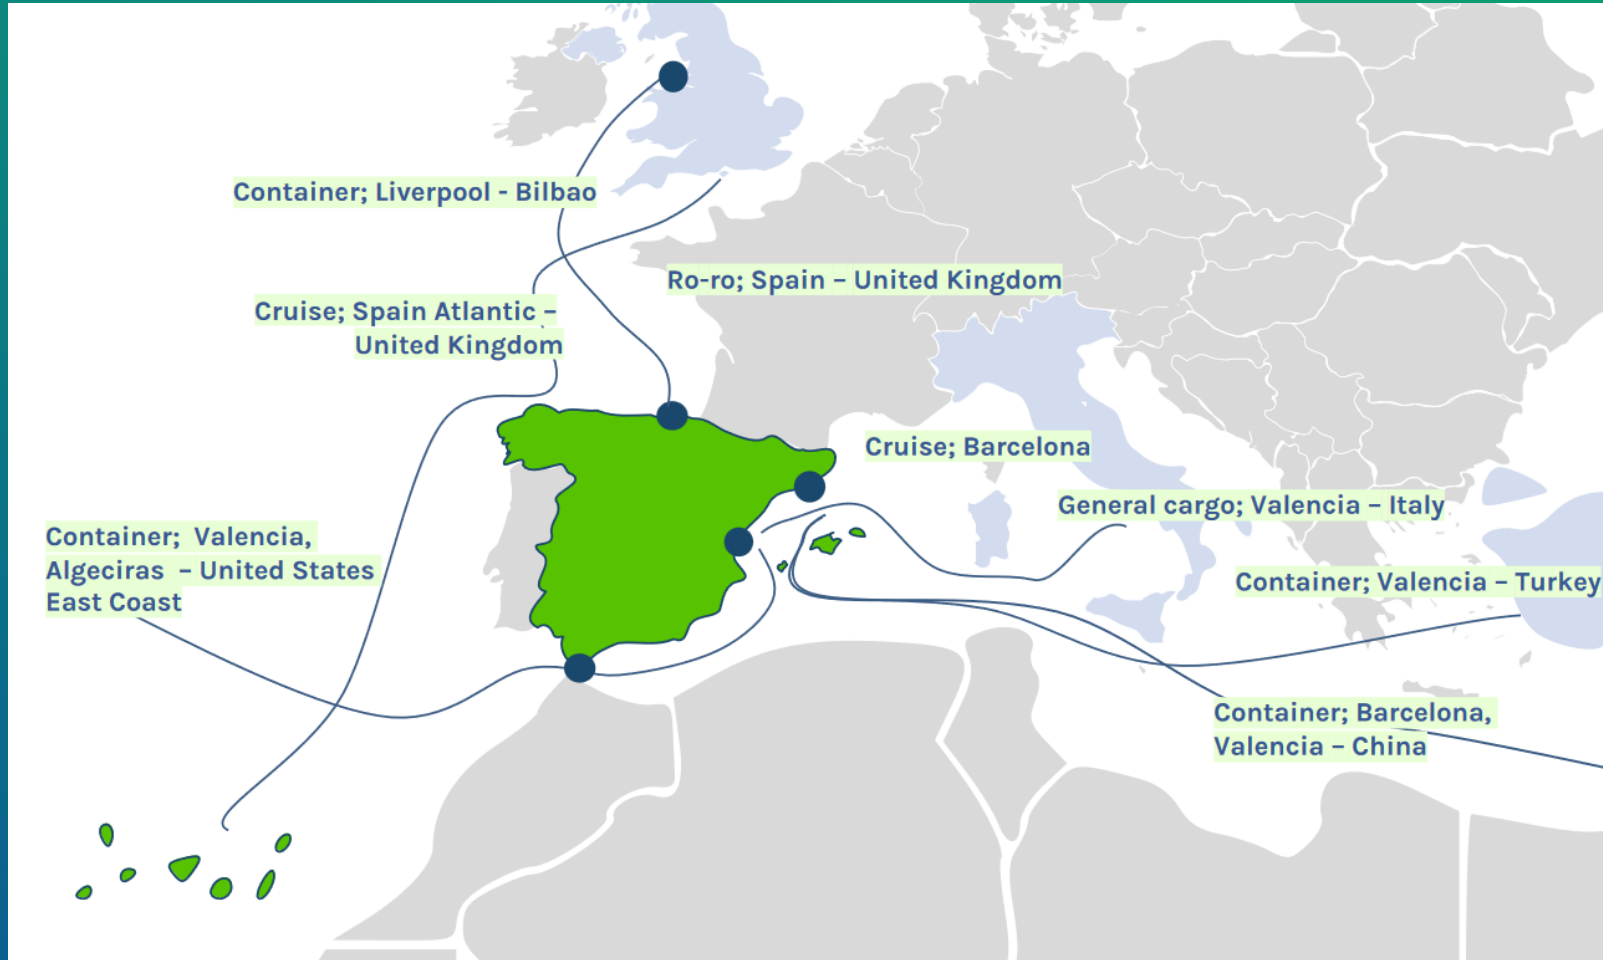 Container; Liverpool - Bilbao
Ro-ro; Spain – United Kingdom
Cruise; Spain Atlantic –
United Kingdom
Cruise; Barcelona
General cargo; Valencia – Italy
Container;  Valencia,
Algeciras  – United States
East Coast
Container; Valencia – Turkey
Container; Barcelona,
Valencia – China